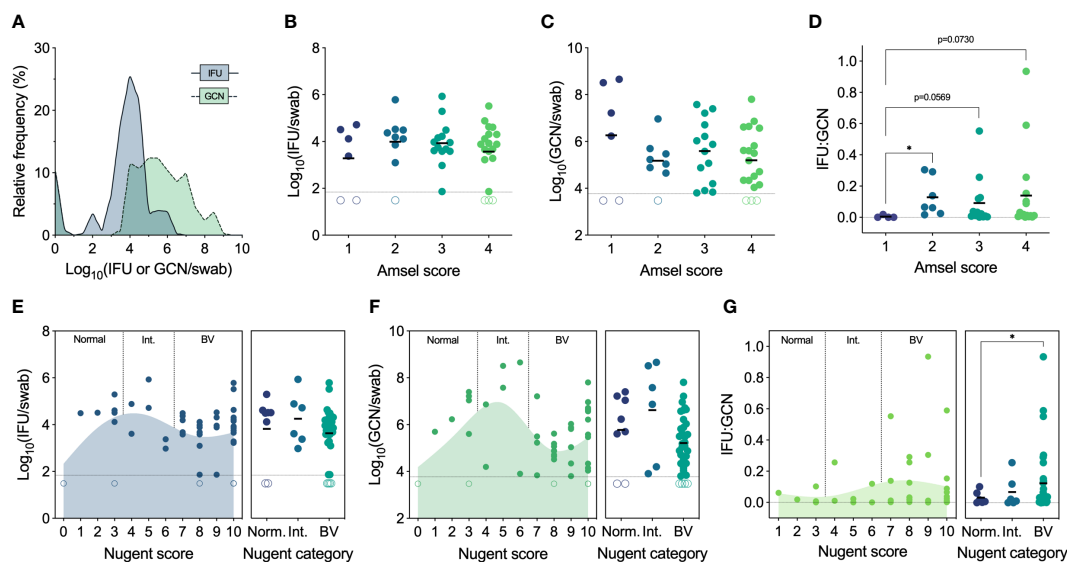 A
Relative frequency (%)
30
20
10
0
0 2 4 6 8 10
IFU
GCN
Log10(IFU or GCN/swab)
B
Log10(IFU/swab)
8
6
4
2
0
1 2 3 4
Amsel score
C
Log10(GCN/swab)
10
8
6
4
2
1 2 3 4
Amsel score
D
IFU:GCN
p=0.0730
p=0.0569
*
1.0
0.8
0.6
0.4
0.2
0.0
1 2 3 4
Amsel score
E
Log10(IFU/swab)
8
6
4
2
0
Normal Int. BV
0 1 2 3 4 5 6 7 8 9 10
Nugent score
Norm. Int. BV
Nugent category
F
Log10(GCN/swab)
10
8
6
4
2
Normal Int. BV
0 1 2 3 4 5 6 7 8 9 10
Nugent score
Norm. Int. BV
Nugent category
G
IFU:GCN
1.0
0.8
0.6
0.4
0.2
0.0
Normal Int. BV
1 2 3 4 5 6 7 8 9 10
Nugent score
*
Norm. Int. BV
Nugent category